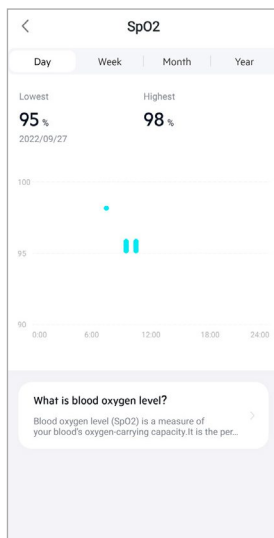 SpO2
Day Week Month Year
Lowest Highest
95 % 98 %
2022/09/27
100
95
90
0:00 6:00 12:00 18:00 24:00
What is blood oxygen level?
Blood oxygen level (SpO2) is a measure of
your blood's oxygen-carrying capacity.It is the per...